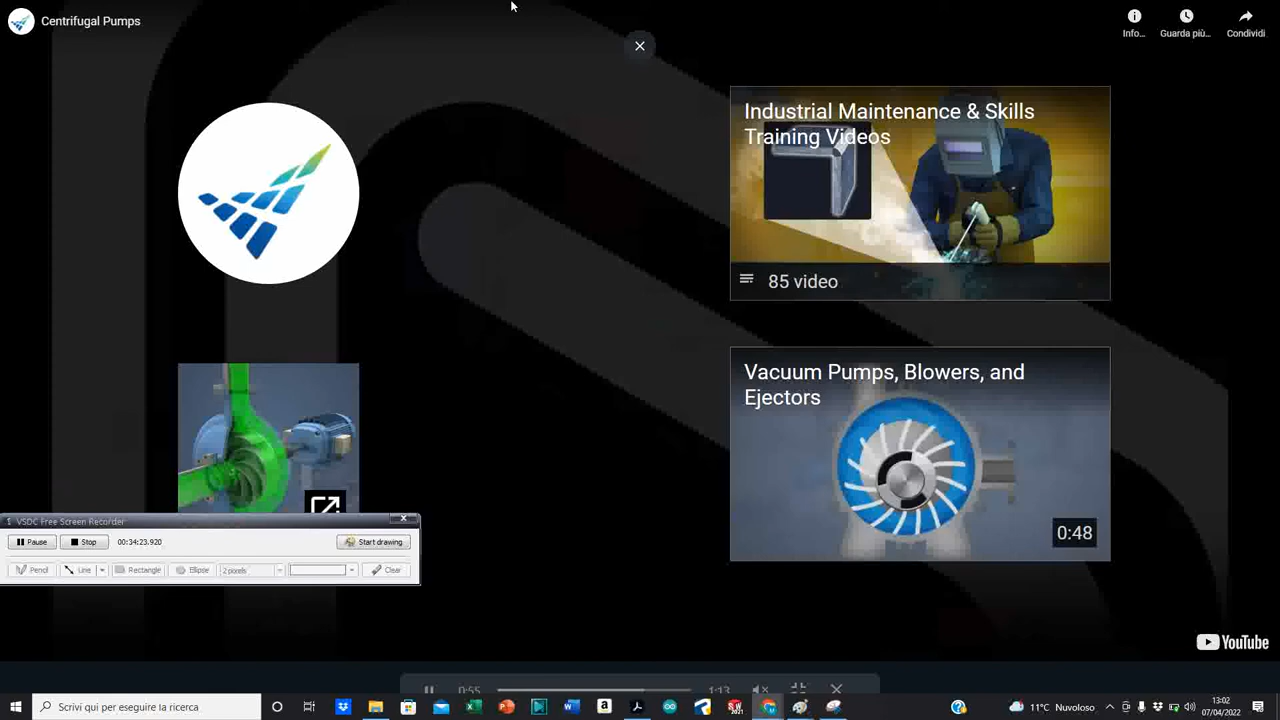 Centrifugal Pumps
Info...
Guarda più...
Condividi
Industrial Maintenance & Skills
Training Videos
85 video
Vacuum Pumps, Blowers, and
Ejectors
0:48
VSDC Free Screen Recorder
Pause
Stop
00:34:23.920
Start drawing
Pencil
Line
Rectangle
Ellipse
2 pixels
Clear
YouTube
0:55
1:13
Scrivi qui per eseguire la ricerca
11°C Nuvoloso
13:02
07/04/2022